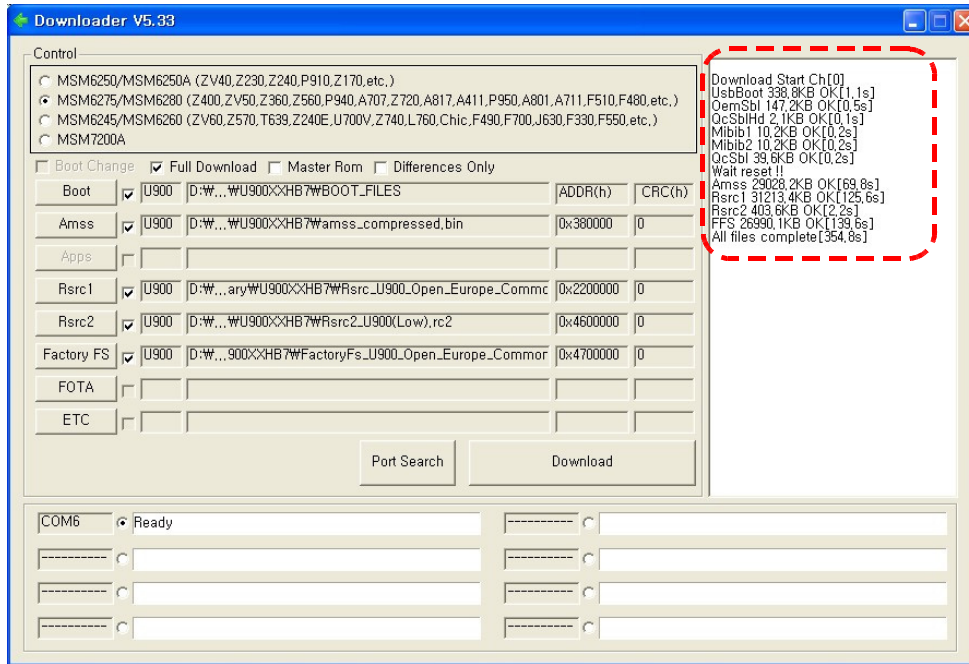 Downloader V5.33
Control
MSM6250/MSM6250A (ZV40,Z230,Z240,P910,Z170,etc,)
MSM6275/MSM6280 (Z400,ZV50,Z360,Z560,P940,A707,Z720,A817,A411,P950,A801,A711,F510,F480,etc,)
MSM6245/MSM6260 (ZV60,Z570,T639,Z240E,U700V,Z740,L760,Chic,F490,F700,J630,F330,F550,etc,)
MSM7200A
Boot Change Full Download Master Rom Differences Only
Boot U900 D:₩,,,₩U900XXHB7₩BOOT_FILES ADDR(h) CRC(h)
Amss U900 D:₩,,,₩U900XXHB7₩amss_compressed,bin 0x380000 0
Apps
Rsrc1 U900 D:₩,,,ary₩U900XXHB7₩Rsrc_U900_Open_Europe_Commc 0x2200000 0
Rsrc2 U900 D:₩,,,₩U900XXHB7₩Rsrc2_U900(Low),rc2 0x4600000 0
Factory FS U900 D:₩,,,900XXHB7₩FactoryFs_U900_Open_Europe_Commor 0x4700000 0
FOTA
ETC
Port Search Download
Download Start Ch[0]
UsbBoot 338,8KB OK[1,1s]
OemSbl 147,2KB OK[0,5s]
QcSblHd 2,1KB OK[0,1s]
Mibib1 10,2KB OK[0,2s]
Mibib2 10,2KB OK[0,2s]
QcSbl 39,6KB OK[0,2s]
Wait reset !!
Amss 29028,2KB OK[69,8s]
Rsrc1 31213,4KB OK[125,6s]
Rsrc2 403,6KB OK[2,2s]
FFS 26990,1KB OK[139,6s]
All files complete[354,8s]
COM6 Ready ----------
---------- ----------
---------- ----------
---------- ----------